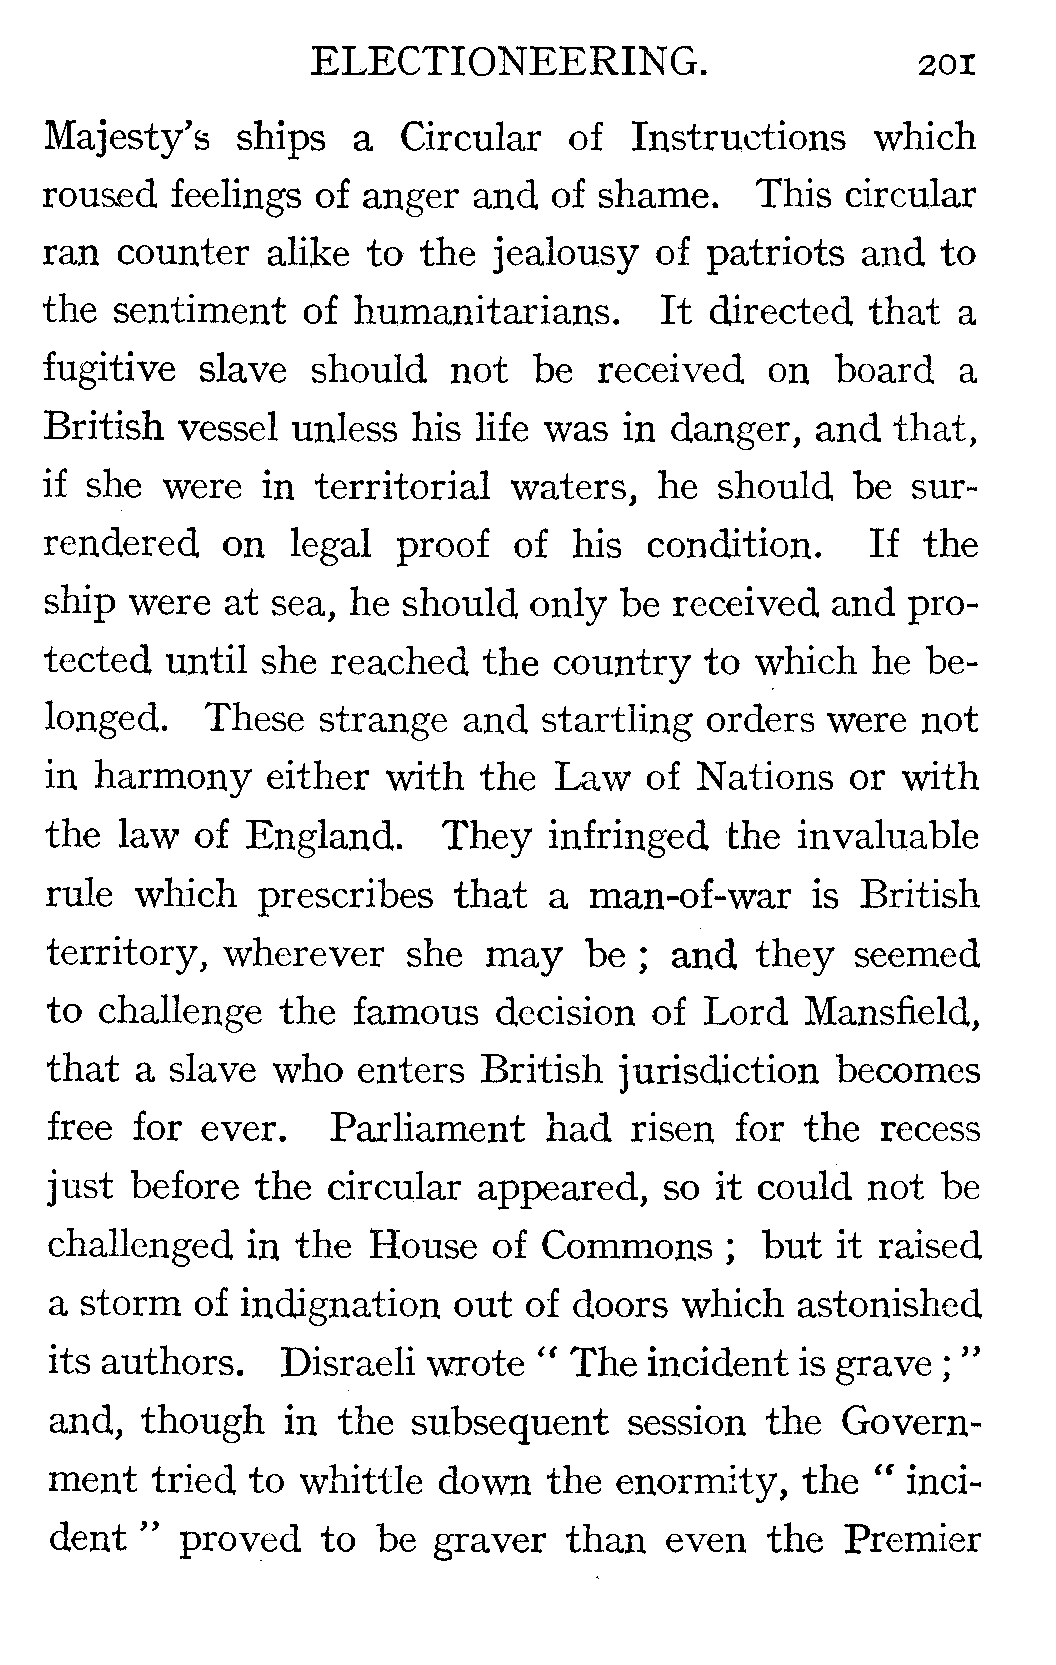 ELECTIONEERING. 201
Majesty's ships a Circular of Instructions which
roused feelings of anger and of shame. This circular
ran counter alike to the jealousy of patriots and to
the sentiment of humanitarians. It directed that a
fugitive slave should not be received on board a
British vessel unless his life was in danger, and that,
if she were in territorial waters, he should be sur-
rendered on legal proof of his condition. If the
ship were at sea, he should only be received and pro-
tected until she reached the country to which he be-
longed. These strange and startling orders were not
in harmony either with the Law of Nations or with
the law of England. They infringed the invaluable
rule which prescribes that a man-of-war is British
territory, wherever she may be ; and they seemed
to challenge the famous decision of Lord Mansfield,
that a slave who enters British jurisdiction becomes
free for ever. Parliament had risen for the recess
just before the circular appeared, so it could not be
challenged in the House of Commons ; but it raised
a storm of indignation out of doors which astonished
its authors. Disraeli wrote “ The incident is grave ; ”
and, though in the subsequent session the Govern-
ment tried to whittle down the enormity, the “ inci-
dent ” proved to be graver than even the Premier